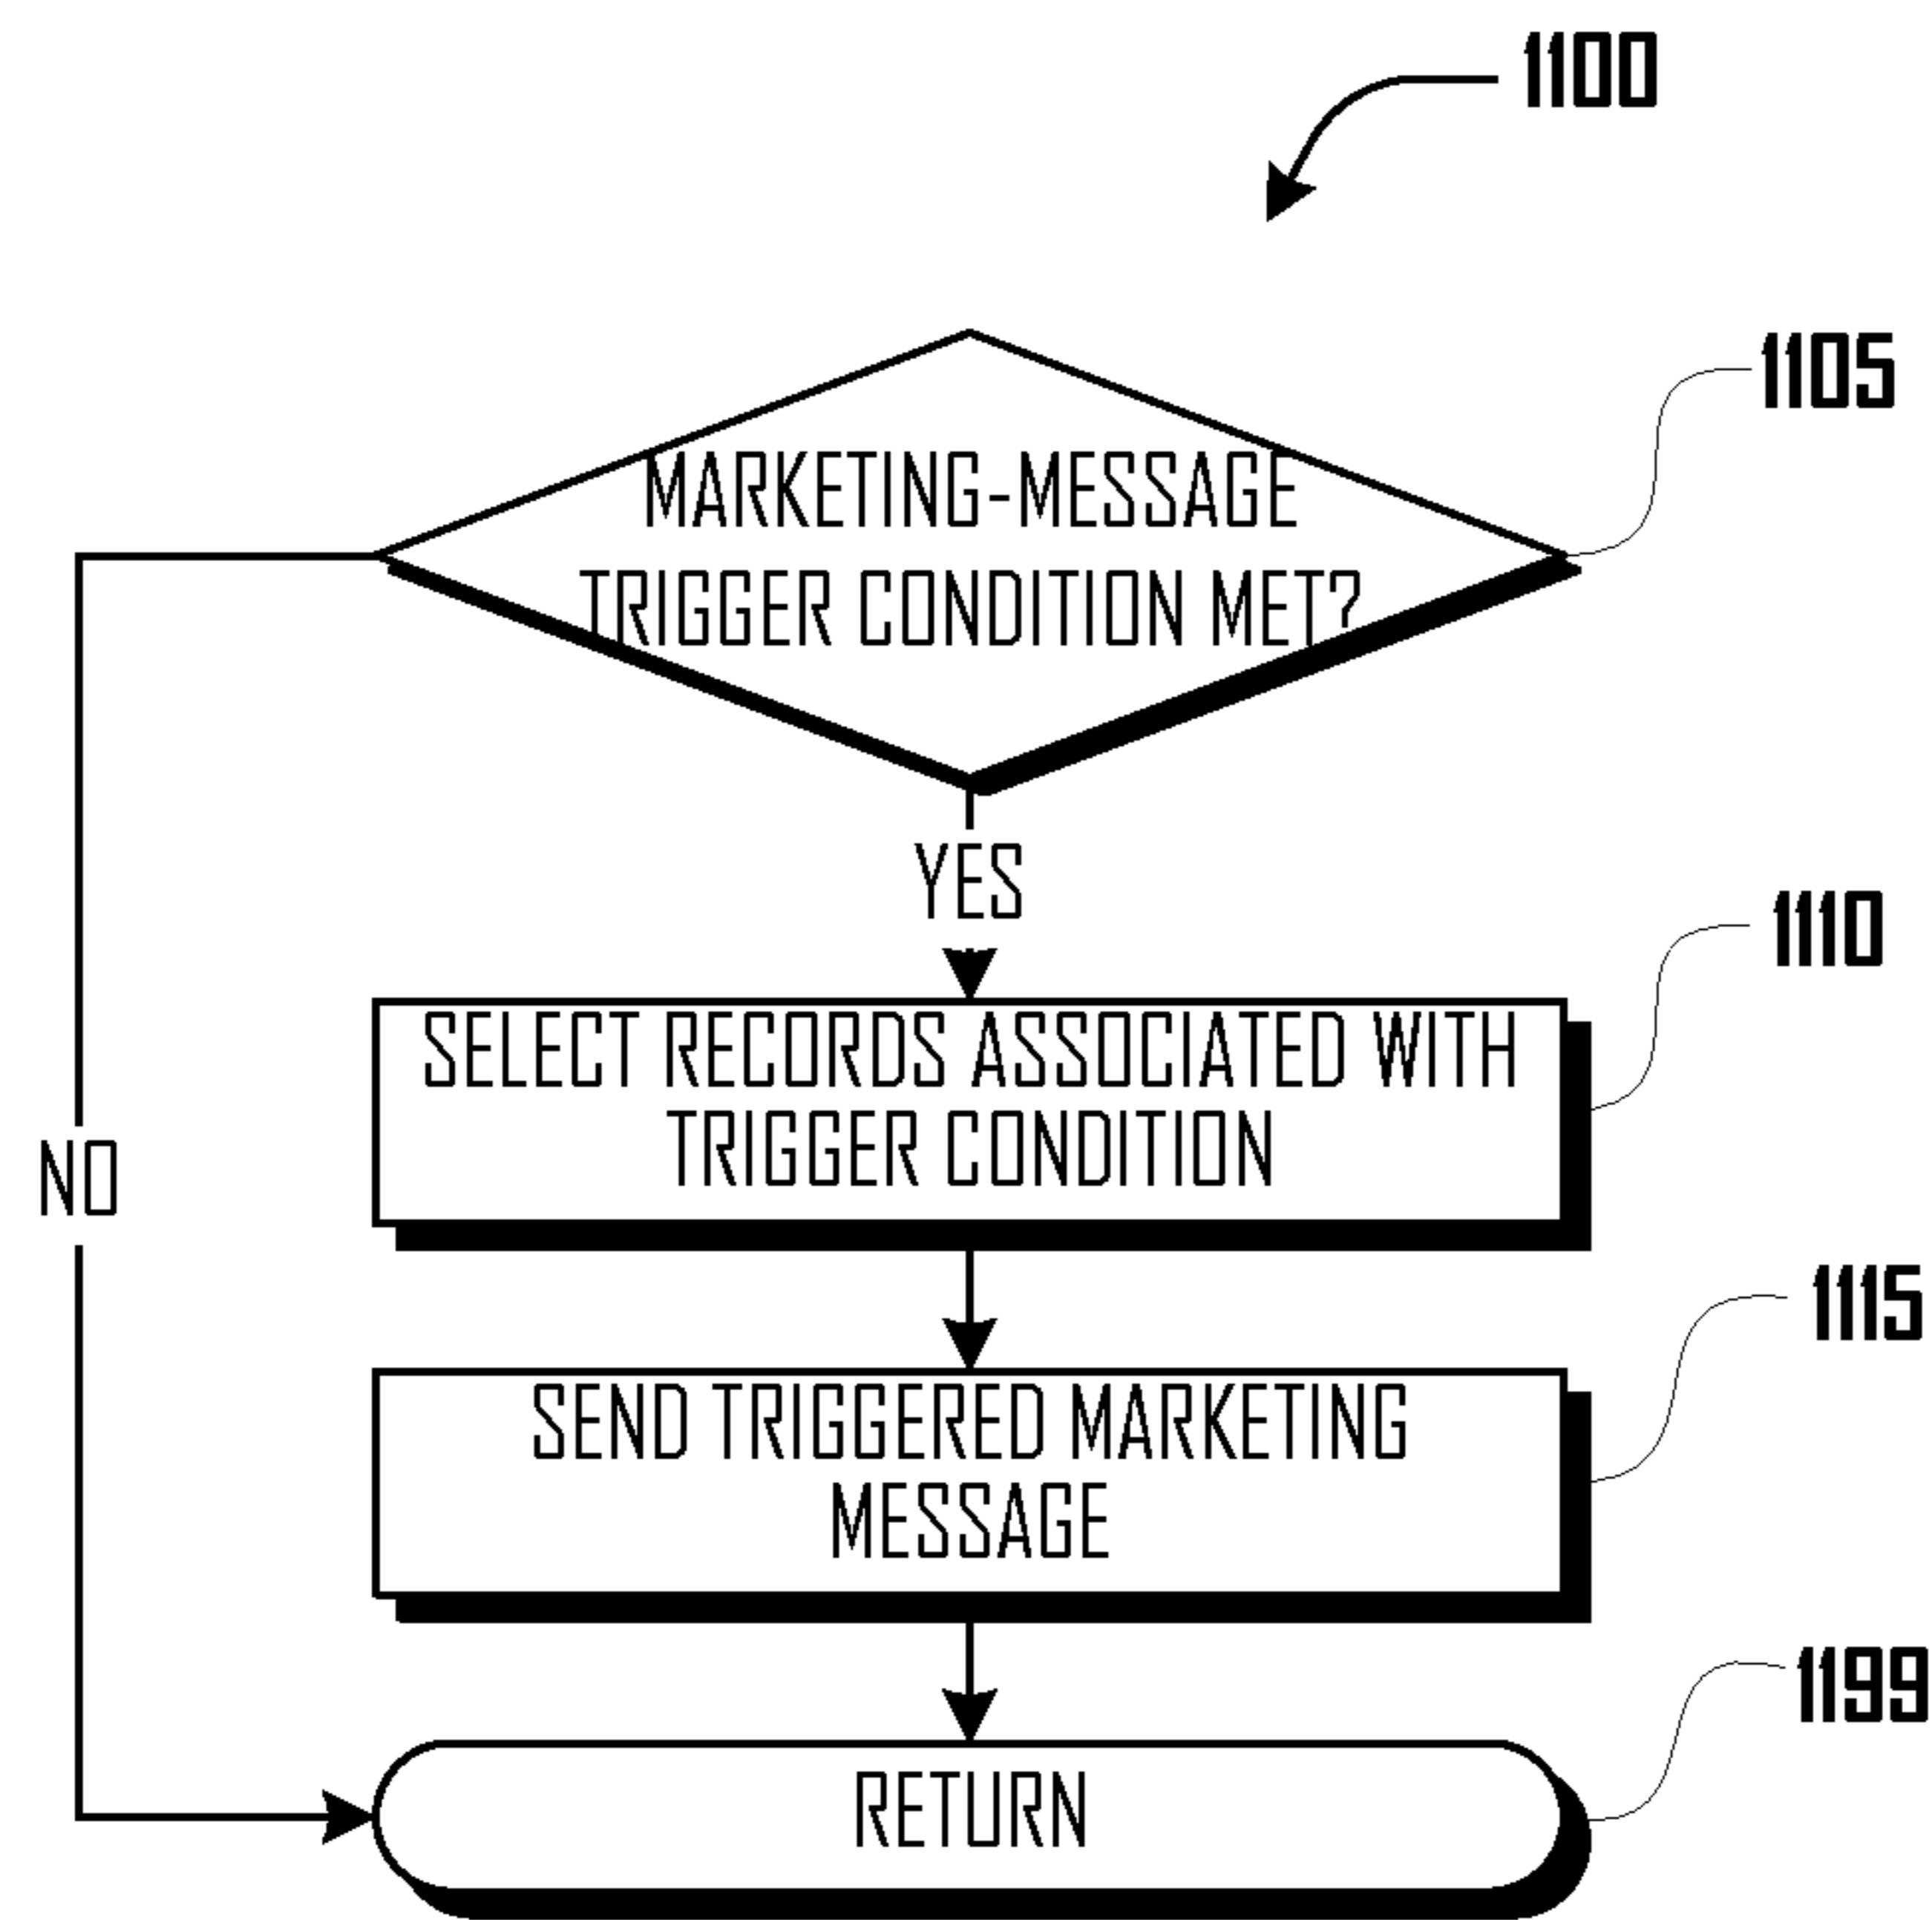 1100
1105
MARKETING-MESSAGE
TRIGGER CONDITION MET?
YES
1110
SELECT RECORDS ASSOCIATED WITH
TRIGGER CONDITION
NO
1115
SEND TRIGGERED MARKETING
MESSAGE
1199
RETURN